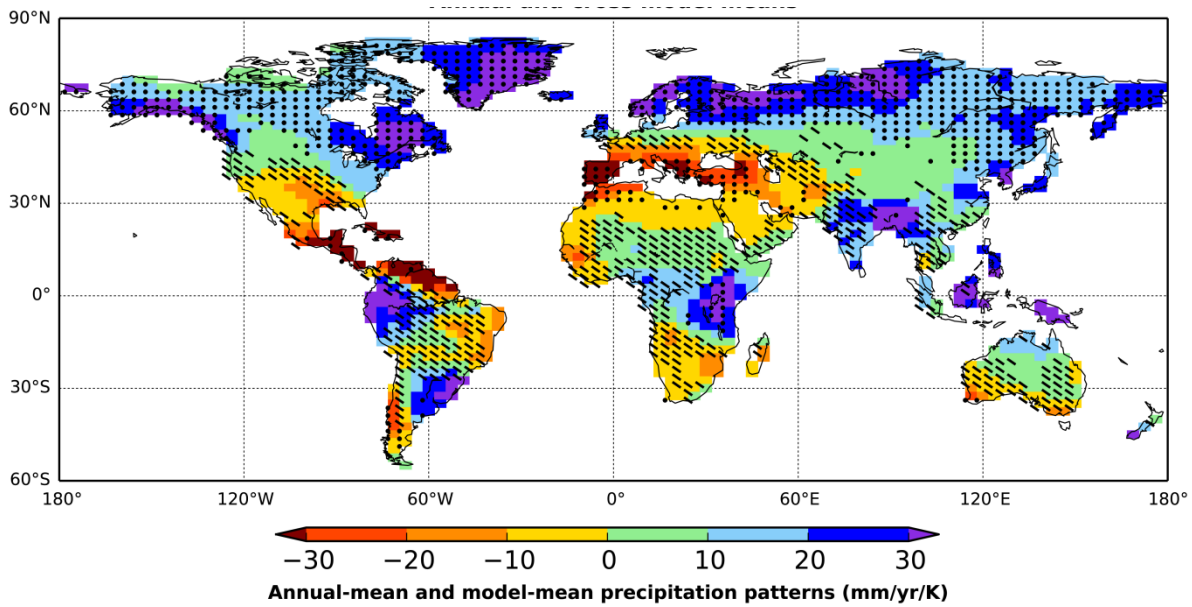 90°N
60°N
30°N
0°
30°S
60°S
180° 120°W 60°W 0° 60°E 120°E 180°
−30 −20 −10 0 10 20 30
Annual-mean and model-mean precipitation patterns (mm/yr/K)